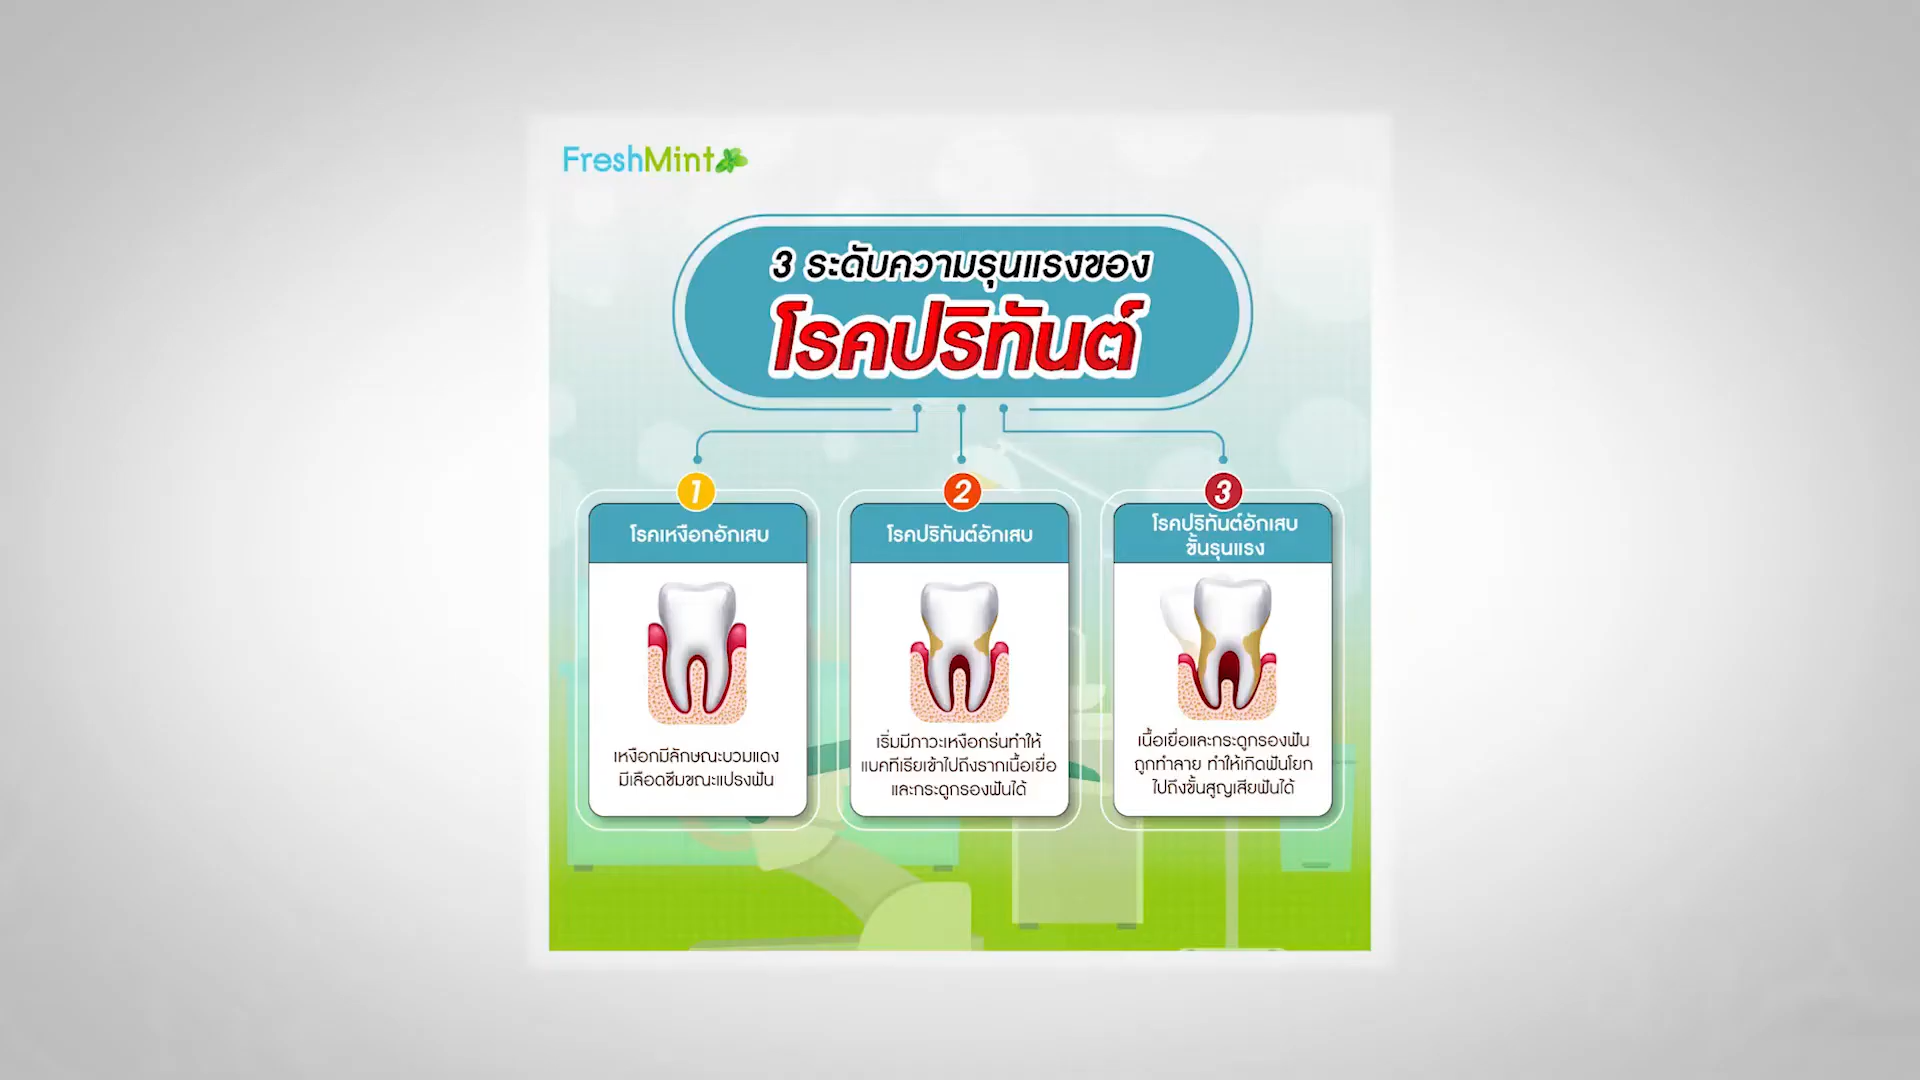 FreshMint
3 ระดับความรุนแรงของ
โรคปริทันต์
1
โรคเหงือกอักเสบ
เหงือกมีลักษณะบวมแดง
มีเลือดซึมขณะแปรงฟัน
2
โรคปริทันต์อักเสบ
เริ่มมีภาวะเหงือกร่นทำให้
แบคทีเรียเข้าไปถึงรากเนื้อเยื่อ
และกระดูกรองฟันได้
3
โรคปริทันต์อักเสบ
ขั้นรุนแรง
เนื้อเยื่อและกระดูกรองฟัน
ถูกทำลาย ทำให้เกิดฟันโยก
ไปถึงขั้นสูญเสียฟันได้